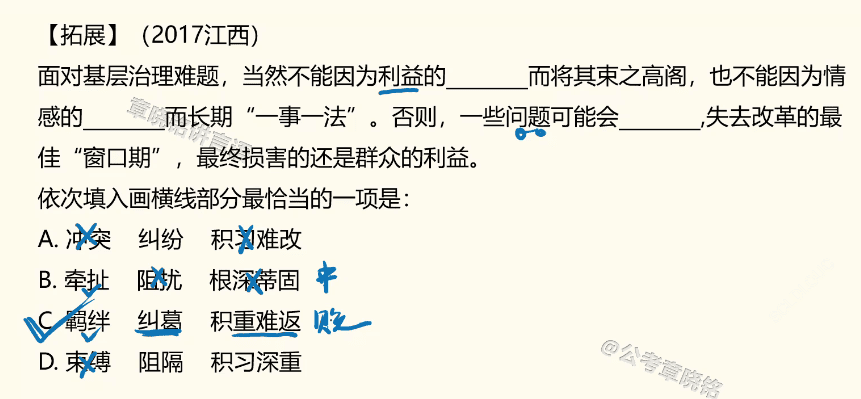 【拓展】（2017江西）
面对基层治理难题，当然不能因为利益的________而将其束之高阁，也不能因为情
感的________而长期“一事一法”。否则，一些问题可能会________,失去改革的最
佳“窗口期”，最终损害的还是群众的利益。
依次填入画横线部分最恰当的一项是：
A. 冲突 纠纷 积习难改
B. 牵扯 阻扰 根深蒂固 中
C. 羁绊 纠葛 积重难返 贬
D. 束缚 阻隔 积习深重
@公考章晓铭